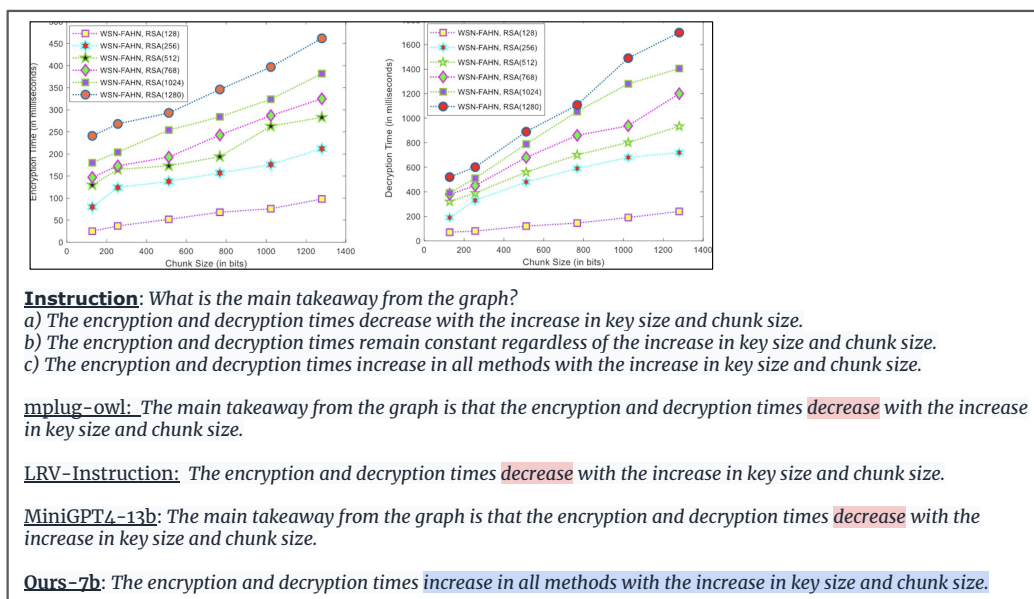 500
450
400
350
300
250
200
150
100
50
0
Encryption Time (in milliseconds)
WSN-FAHN, RSA(128)
WSN-FAHN, RSA(256)
WSN-FAHN, RSA(512)
WSN-FAHN, RSA(768)
WSN-FAHN, RSA(1024)
WSN-FAHN, RSA(1280)
0 200 400 600 800 1000 1200 1400
Chunk Size (in bits)
1600
1400
1200
1000
800
600
400
200
0
Decryption Time (in milliseconds)
WSN-FAHN, RSA(128)
WSN-FAHN, RSA(256)
WSN-FAHN, RSA(512)
WSN-FAHN, RSA(768)
WSN-FAHN, RSA(1024)
WSN-FAHN, RSA(1280)
0 200 400 600 800 1000 1200 1400
Chunk Size (in bits)
Instruction: What is the main takeaway from the graph?
a) The encryption and decryption times decrease with the increase in key size and chunk size.
b) The encryption and decryption times remain constant regardless of the increase in key size and chunk size.
c) The encryption and decryption times increase in all methods with the increase in key size and chunk size.
mplug-owl: The main takeaway from the graph is that the encryption and decryption times decrease with the increase
in key size and chunk size.
LRV-Instruction: The encryption and decryption times decrease with the increase in key size and chunk size.
MiniGPT4-13b: The main takeaway from the graph is that the encryption and decryption times decrease with the
increase in key size and chunk size.
Ours-7b: The encryption and decryption times increase in all methods with the increase in key size and chunk size.